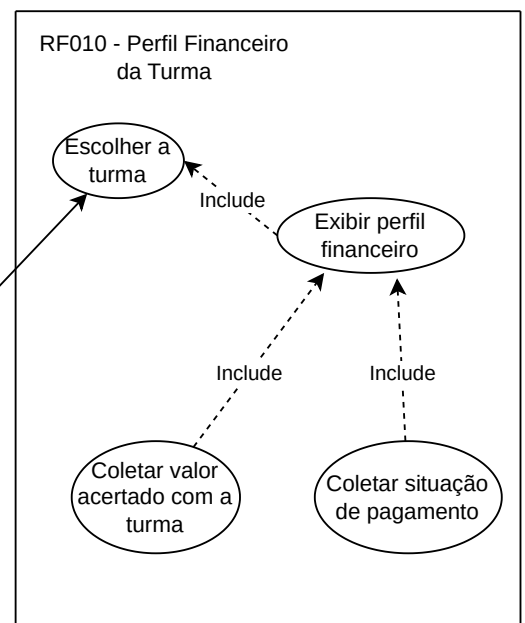 RF010 - Perfil Financeiro
da Turma
Escolher a
turma
Include
Exibir perfil
financeiro
Include
Include
Coletar valor
acertado com a
turma
Coletar situação
de pagamento